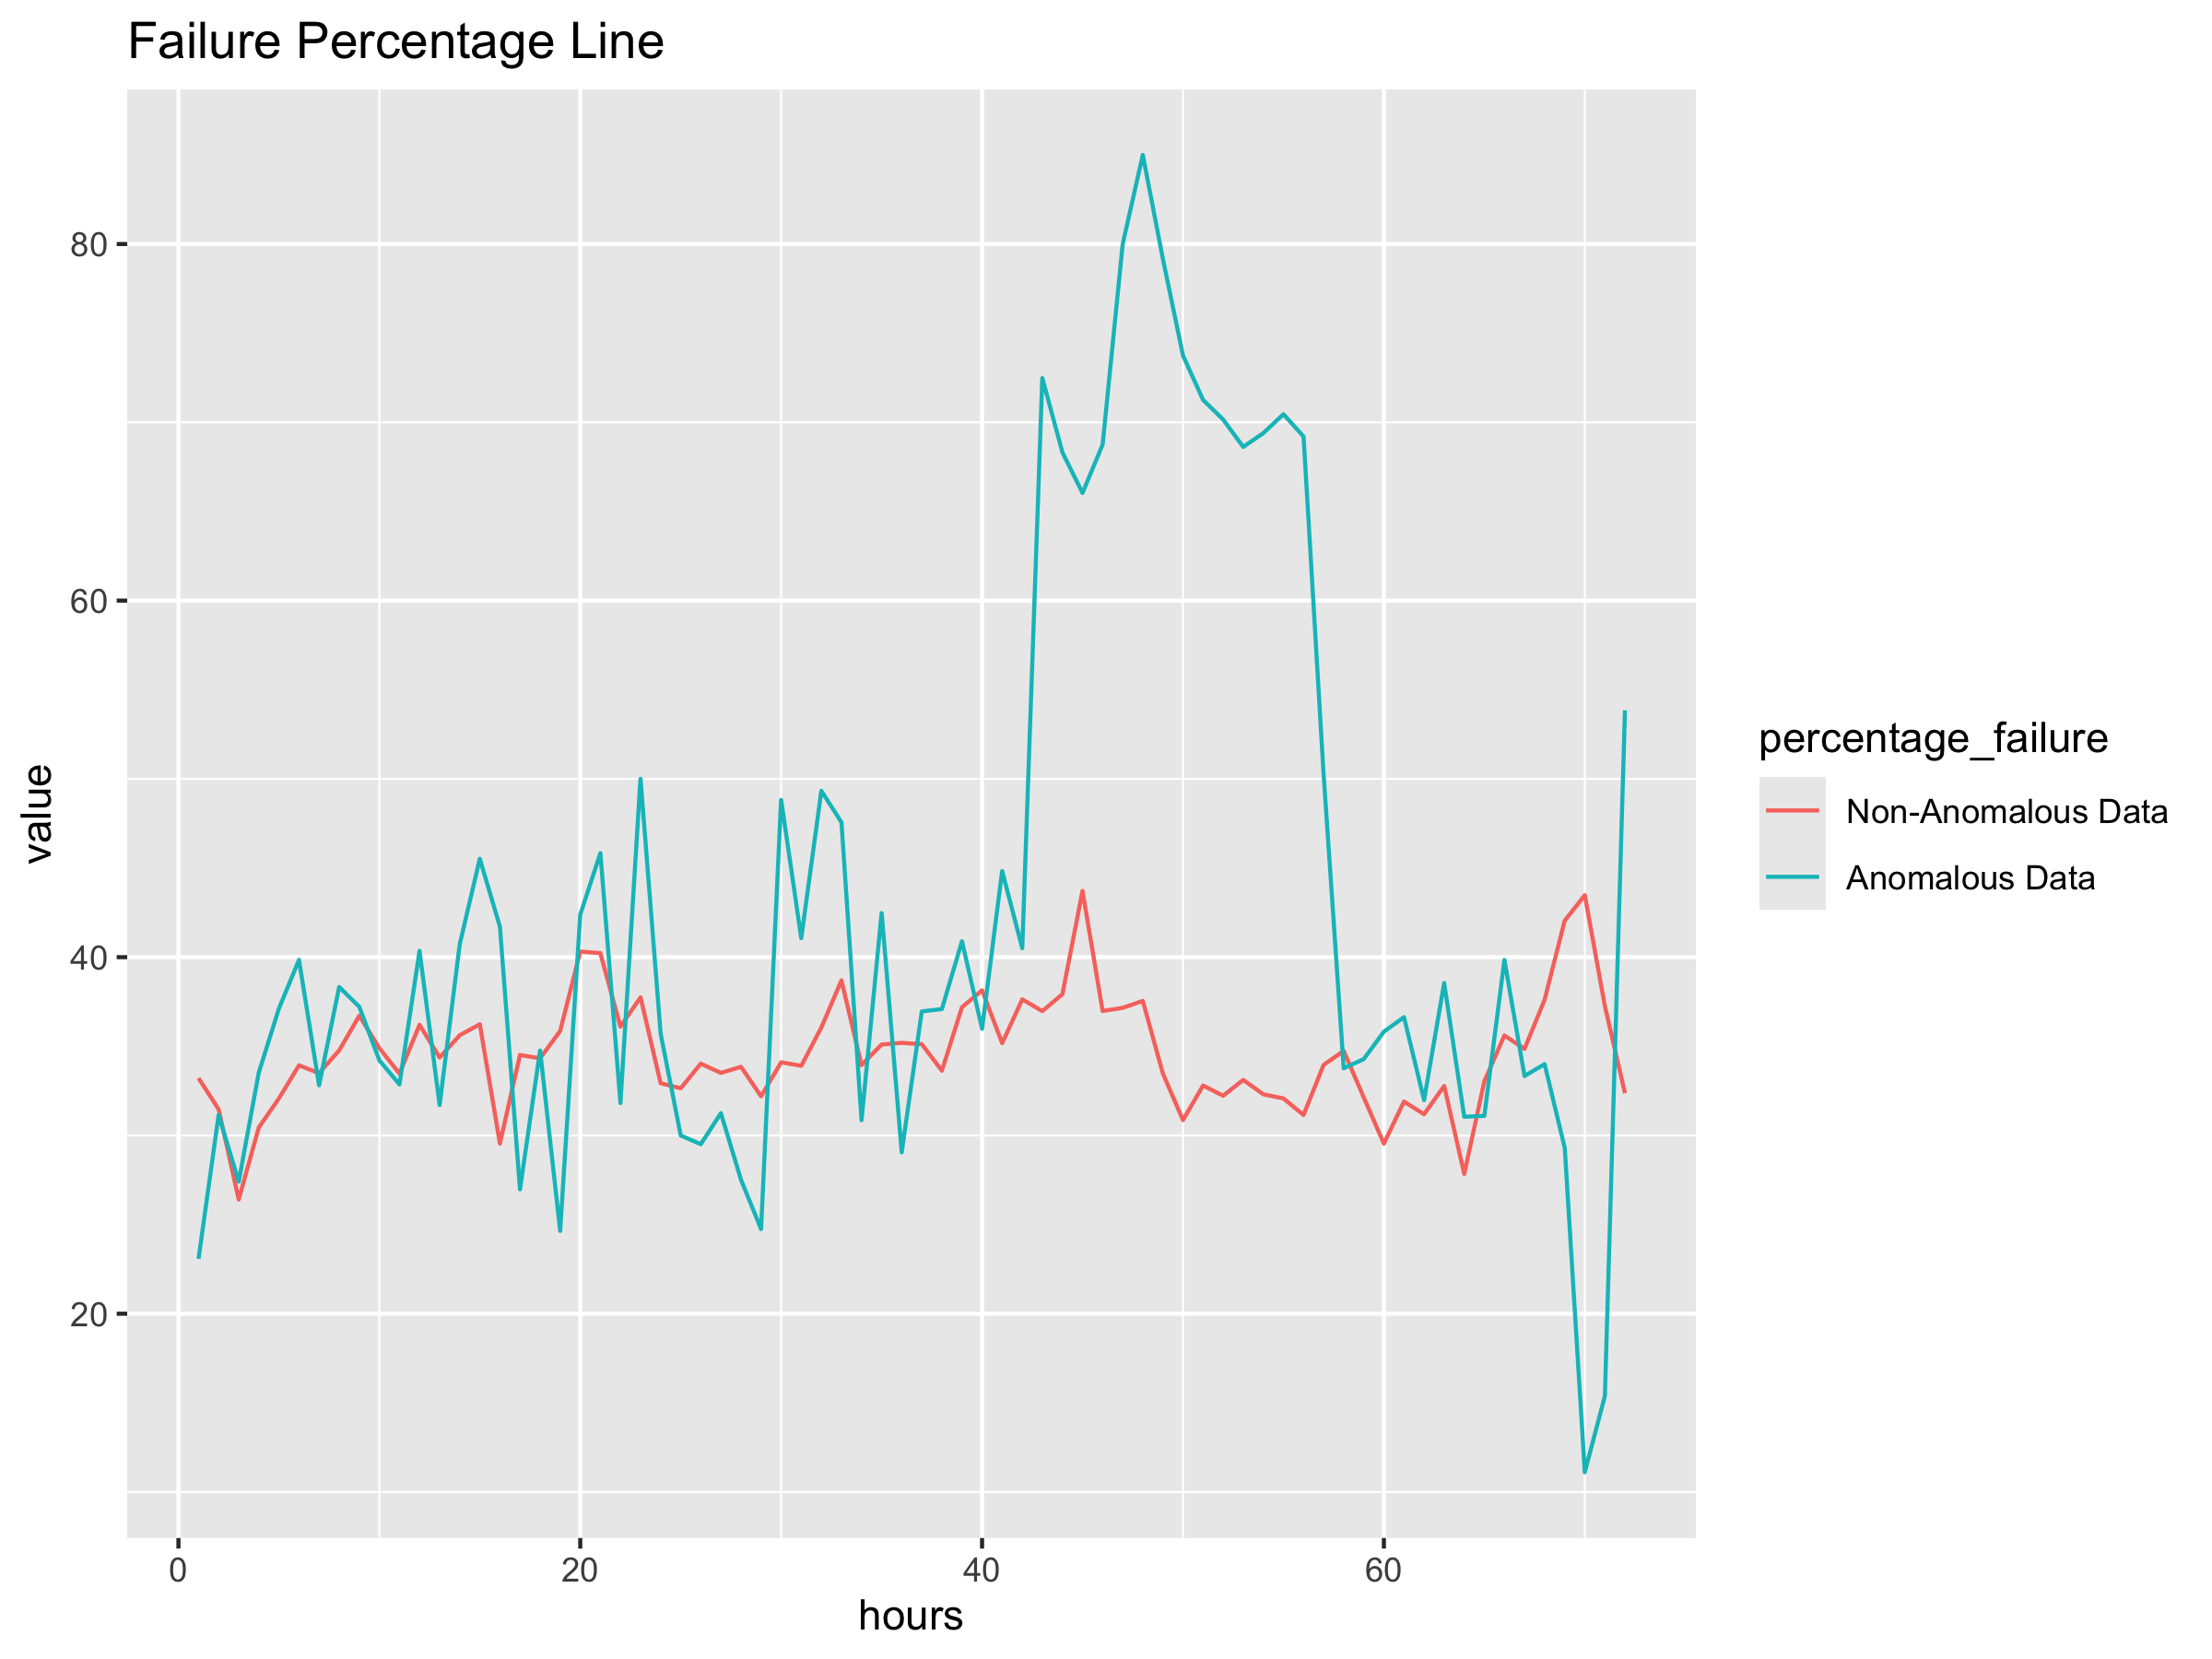 Failure Percentage Line
value
80
60
40
20
0
20
40
60
hours
percentage_failure
Non-Anomalous Data
Anomalous Data